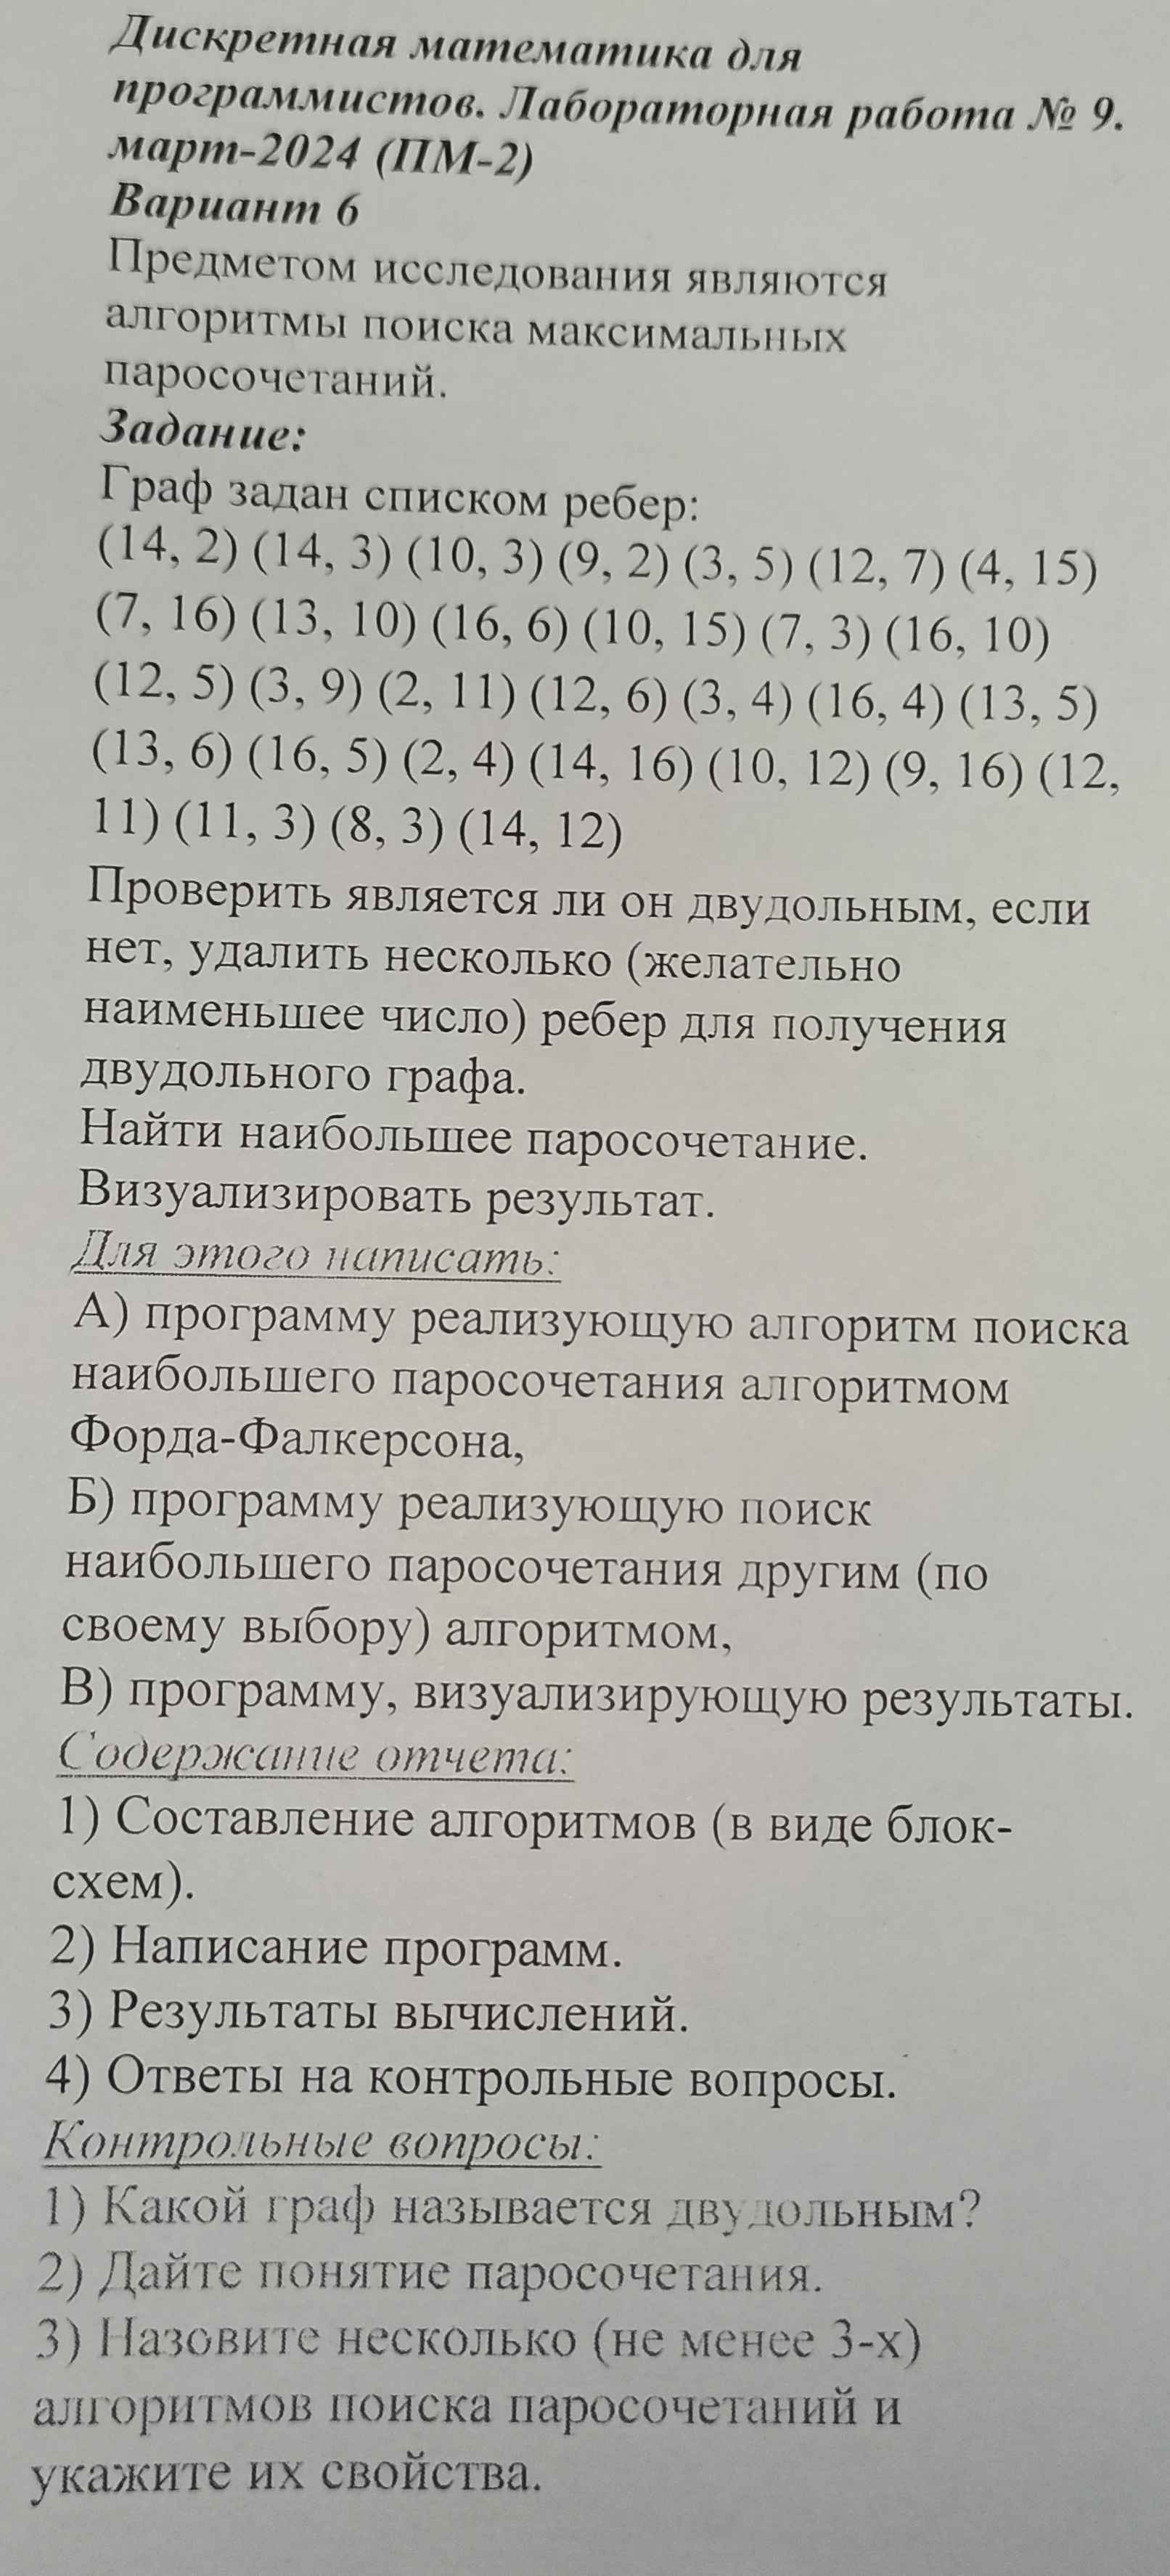 Дискретная математика для
программистов. Лабораторная работа № 9.
март-2024 (ПМ-2)
Вариант 6
Предметом исследования являются
алгоритмы поиска максимальных
паросочетаний.
Задание:
Граф задан списком ребер:
(14, 2) (14, 3) (10, 3) (9, 2) (3, 5) (12, 7) (4, 15)
(7, 16) (13, 10) (16, 6) (10, 15) (7, 3) (16, 10)
(12, 5) (3, 9) (2, 11) (12, 6) (3, 4) (16, 4) (13, 5)
(13, 6) (16, 5) (2, 4) (14, 16) (10, 12) (9, 16) (12,
11) (11, 3) (8, 3) (14, 12)
Проверить является ли он двудольным, если
нет, удалить несколько (желательно
наименьшее число) ребер для получения
двудольного графа.
Найти наибольшее паросочетание.
Визуализировать результат.
Для этого написать:
А) программу реализующую алгоритм поиска
наибольшего паросочетания алгоритмом
Форда-Фалкерсона,
Б) программу реализующую поиск
наибольшего паросочетания другим (по
своему выбору) алгоритмом,
В) программу, визуализирующую результаты.
Содержание отчета:
1) Составление алгоритмов (в виде блок-
схем).
2) Написание программ.
3) Результаты вычислений.
4) Ответы на контрольные вопросы.
Контрольные вопросы:
1) Какой граф называется двудольным?
2) Дайте понятие паросочетания.
3) Назовите несколько (не менее 3-х)
алгоритмов поиска паросочетаний и
укажите их свойства.